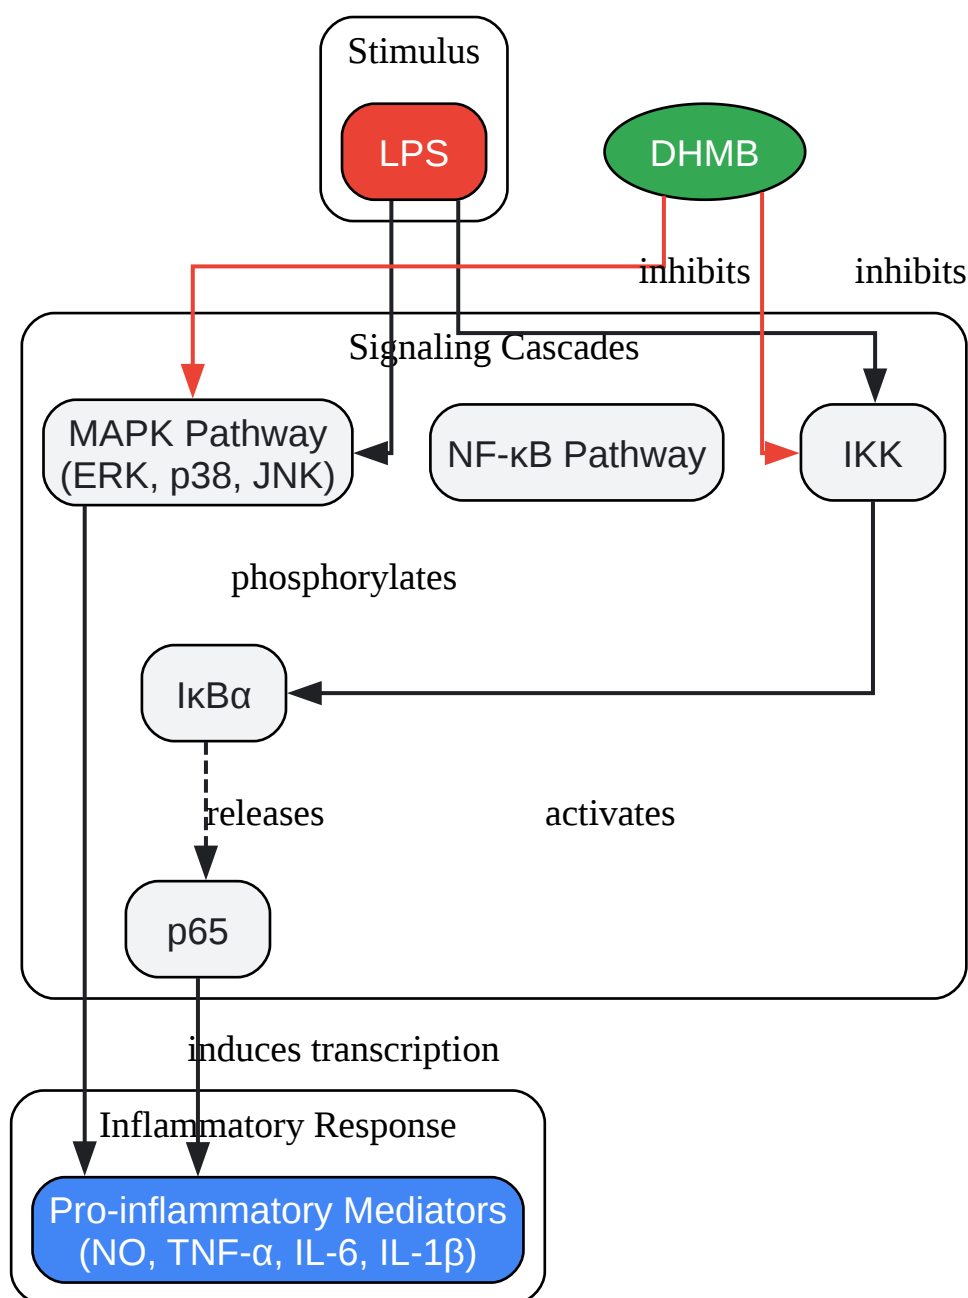 Stimulus
LPS
DHMB
inhibits
inhibits
Signaling Cascades
MAPK Pathway
(ERK, p38, JNK)
NF-κB Pathway
IKK
phosphorylates
IκBα
releases
activates
p65
induces transcription
Inflammatory Response
Pro-inflammatory Mediators
(NO, TNF-α, IL-6, IL-1β)